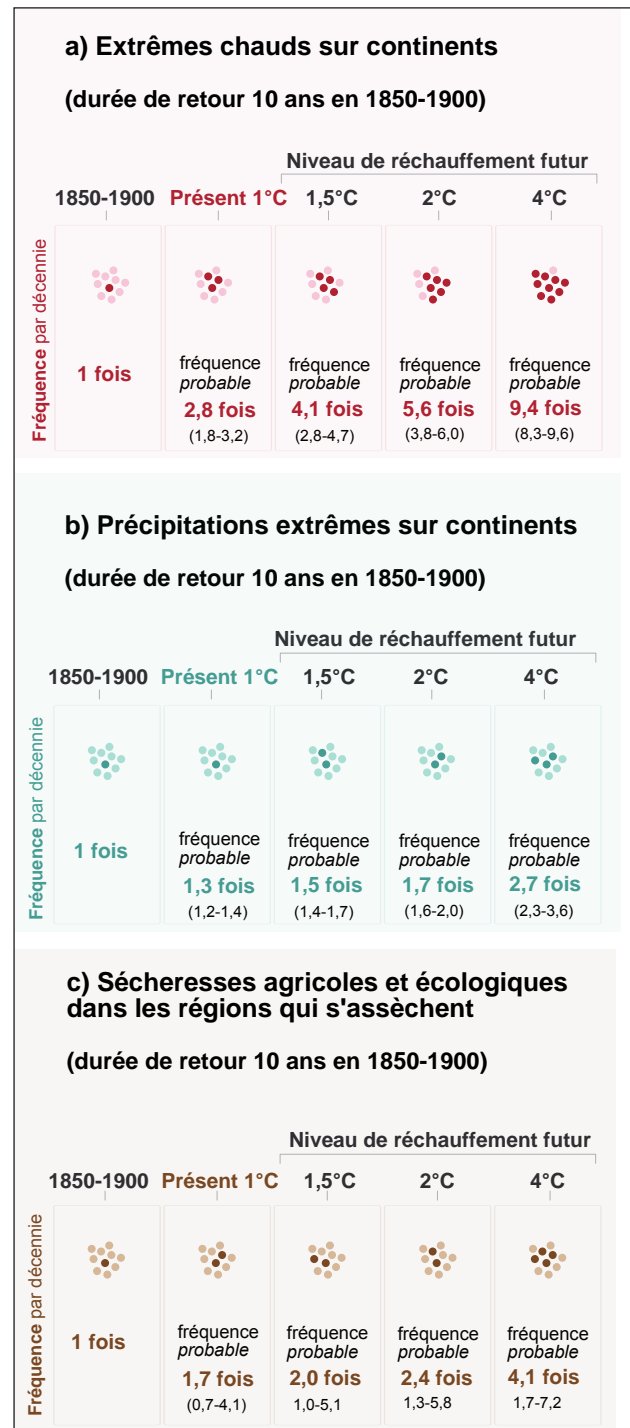 a) Extrêmes chauds sur continents
(durée de retour 10 ans en 1850-1900)
Niveau de réchauffement futur
1850-1900 Présent 1°C 1,5°C 2°C 4°C
Fréquence par décennie
fréquence fréquence fréquence fréquence
probable probable probable probable
1 fois 2,8 fois 4,1 fois 5,6 fois 9,4 fois
(1,8-3,2) (2,8-4,7) (3,8-6,0) (8,3-9,6)
b) Précipitations extrêmes sur continents
(durée de retour 10 ans en 1850-1900)
Niveau de réchauffement futur
1850-1900 Présent 1°C 1,5°C 2°C 4°C
Fréquence par décennie
fréquence fréquence fréquence fréquence
probable probable probable probable
1 fois 1,3 fois 1,5 fois 1,7 fois 2,7 fois
(1,2-1,4) (1,4-1,7) (1,6-2,0) (2,3-3,6)
c) Sécheresses agricoles et écologiques
dans les régions qui s'assèchent
(durée de retour 10 ans en 1850-1900)
Niveau de réchauffement futur
1850-1900 Présent 1°C 1,5°C 2°C 4°C
Fréquence par décennie
fréquence fréquence fréquence fréquence
probable probable probable probable
1 fois 1,7 fois 2,0 fois 2,4 fois 4,1 fois
(0,7-4,1) 1,0-5,1) 1,3-5,8) 1,7-7,2)